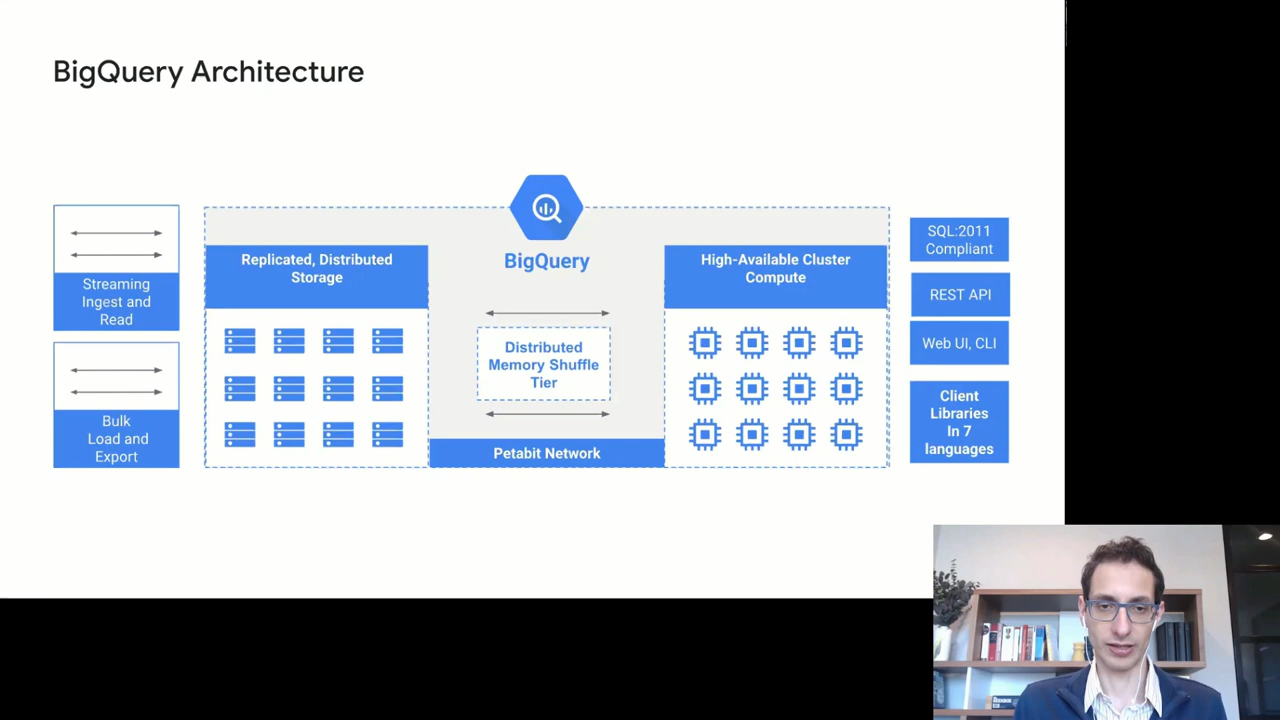 BigQuery Architecture
Streaming
Ingest and
Read
Bulk
Load and
Export
Replicated, Distributed
Storage
BigQuery
Distributed
Memory Shuffle
Tier
Petabit Network
High-Available Cluster
Compute
SQL:2011
Compliant
REST API
Web UI, CLI
Client
Libraries
In 7
languages